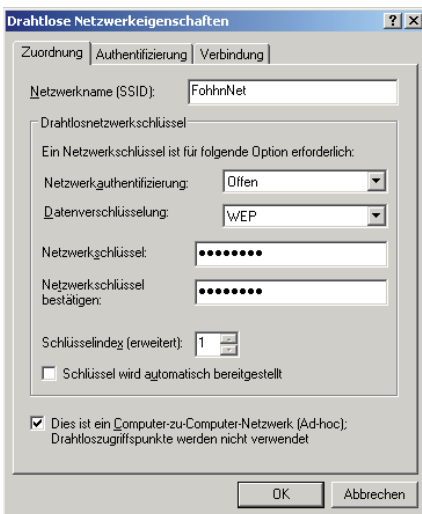 Drahtlose Netzwerkeigenschaften
Zuordnung Authentifizierung Verbindung
Netzwerkname (SSID): FohhnNet
Drahtlosnetzwerkschlüssel
Ein Netzwerkschlüssel ist für folgende Option erforderlich:
Netzwerkauthentifizierung: Offen
Datenverschlüsselung: WEP
Netzwerkschlüssel: ●●●●●●●●
Netzwerkschlüssel
bestätigen: ●●●●●●●●
Schlüsselindex (erweitert): 1
Schlüssel wird automatisch bereitgestellt
Dies ist ein Computer-zu-Computer-Netzwerk (Ad-hoc);
Drahtloszugriffspunkte werden nicht verwendet
OK Abbrechen